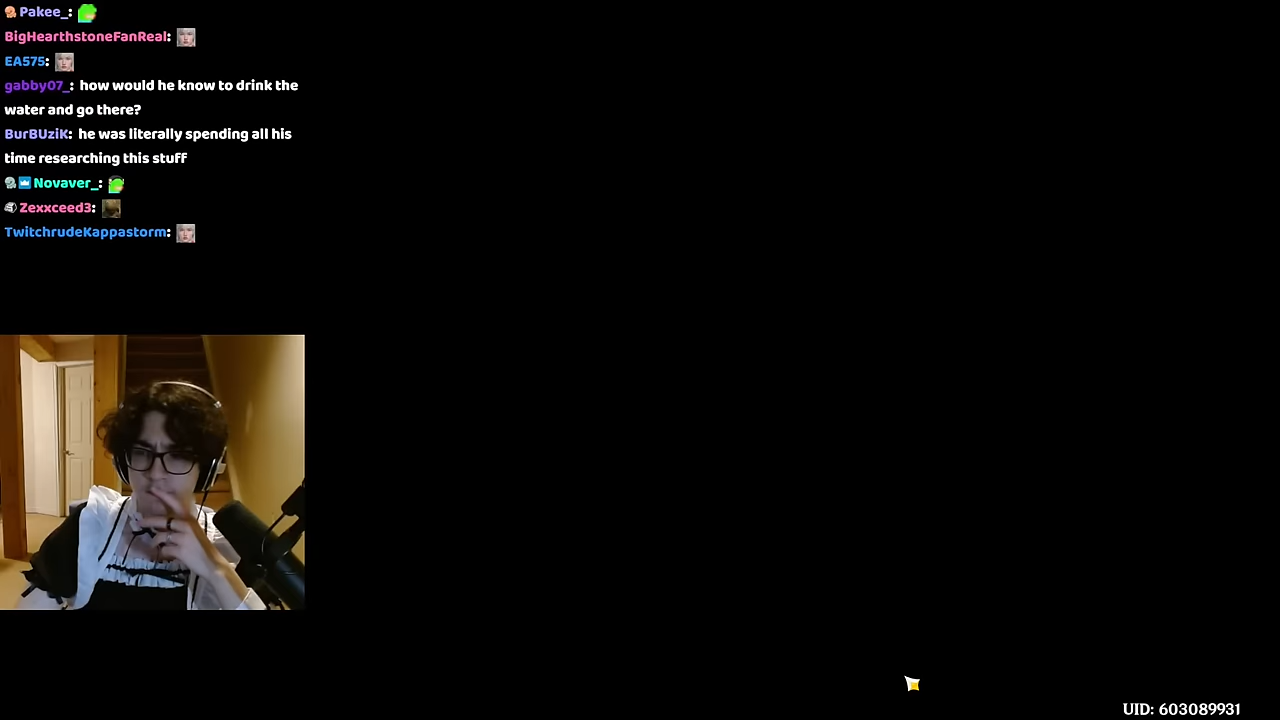 Pakee_:
BigHearthstoneFanReal:
EA575:
gabby07_: how would he know to drink the
water and go there?
BurBUziK: he was literally spending all his
time researching this stuff
Novaver_:
Zexxceed3:
TwitchrudeKappastorm:
UID: 603089931